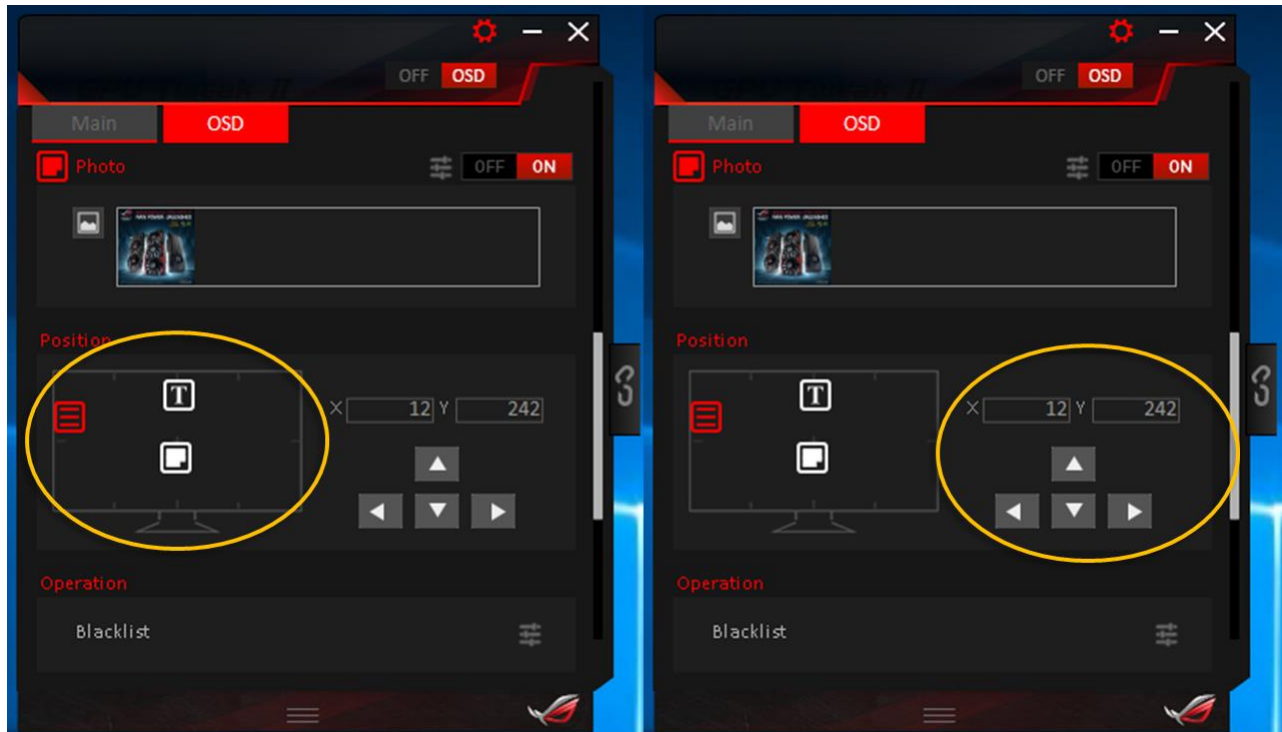 OFF OSD
Main OSD
Photo OFF ON
Position
T
X 12 Y 242
Operation
Blacklist
OFF OSD
Main OSD
Photo OFF ON
Position
T
X 12 Y 242
Operation
Blacklist